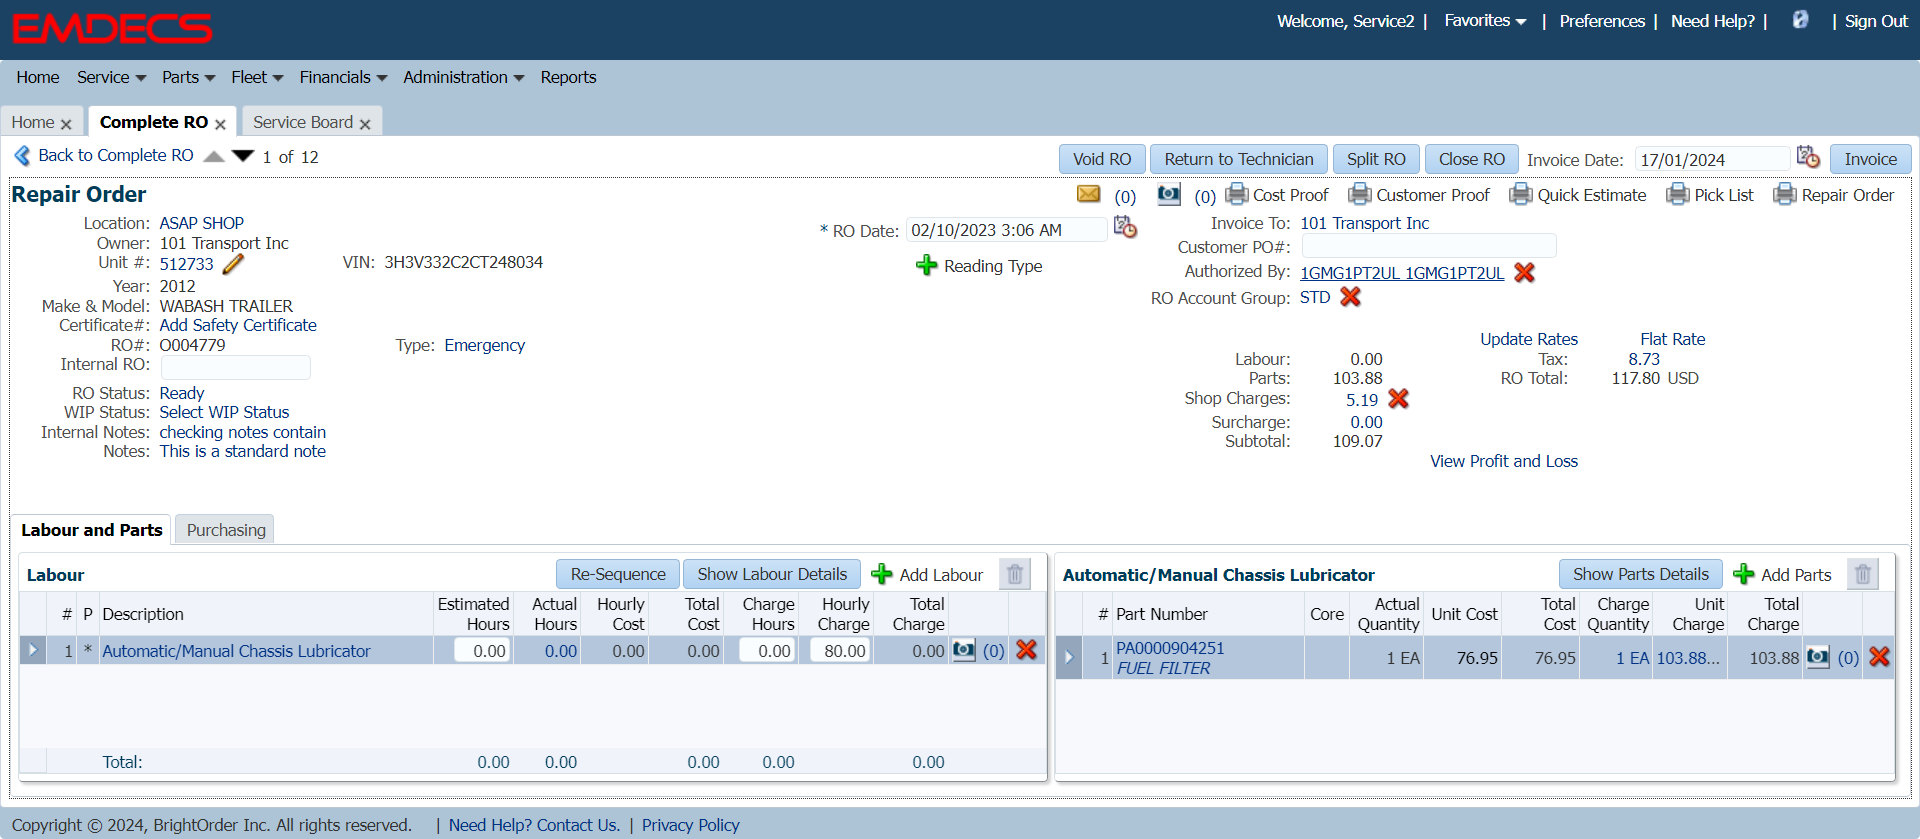 EMDECS
Welcome, Service2 | Favorites | Preferences | Need Help? | | Sign Out
Home Service Parts Fleet Financials Administration Reports
Home Complete RO Service Board
Back to Complete RO 1 of 12
Void RO Return to Technician Split RO Close RO Invoice Date: 17/01/2024 Invoice
Repair Order
(0) (0) Cost Proof Customer Proof Quick Estimate Pick List Repair Order
Location: ASAP SHOP
Owner: 101 Transport Inc
Unit #: 512733 VIN: 3H3V332C2CT248034
Year: 2012
Make & Model: WABASH TRAILER
Certificate#: Add Safety Certificate
RO#: O004779 Type: Emergency
Internal RO:
RO Status: Ready
WIP Status: Select WIP Status
Internal Notes: checking notes contain
Notes: This is a standard note
* RO Date: 02/10/2023 3:06 AM
Reading Type
Invoice To: 101 Transport Inc
Customer PO#:
Authorized By: 1GMG1PT2UL 1GMG1PT2UL
RO Account Group: STD
Update Rates Flat Rate
Labour: 0.00 Tax: 8.73
Parts: 103.88 RO Total: 117.80 USD
Shop Charges: 5.19
Surcharge: 0.00
Subtotal: 109.07
View Profit and Loss
Labour and Parts Purchasing
Labour Re-Sequence Show Labour Details Add Labour
# P Description Estimated Hours Actual Hours Hourly Cost Total Cost Charge Hours Hourly Charge Total Charge
1 * Automatic/Manual Chassis Lubricator 0.00 0.00 0.00 0.00 0.00 80.00 0.00 (0)
Total: 0.00 0.00 0.00 0.00 0.00
Automatic/Manual Chassis Lubricator Show Parts Details Add Parts
# Part Number Core Actual Quantity Unit Cost Total Cost Charge Quantity Unit Charge Total Charge
1 PA0000904251 1 EA 76.95 76.95 1 EA 103.88... 103.88 (0)
FUEL FILTER
Copyright © 2024, BrightOrder Inc. All rights reserved. | Need Help? Contact Us. | Privacy Policy